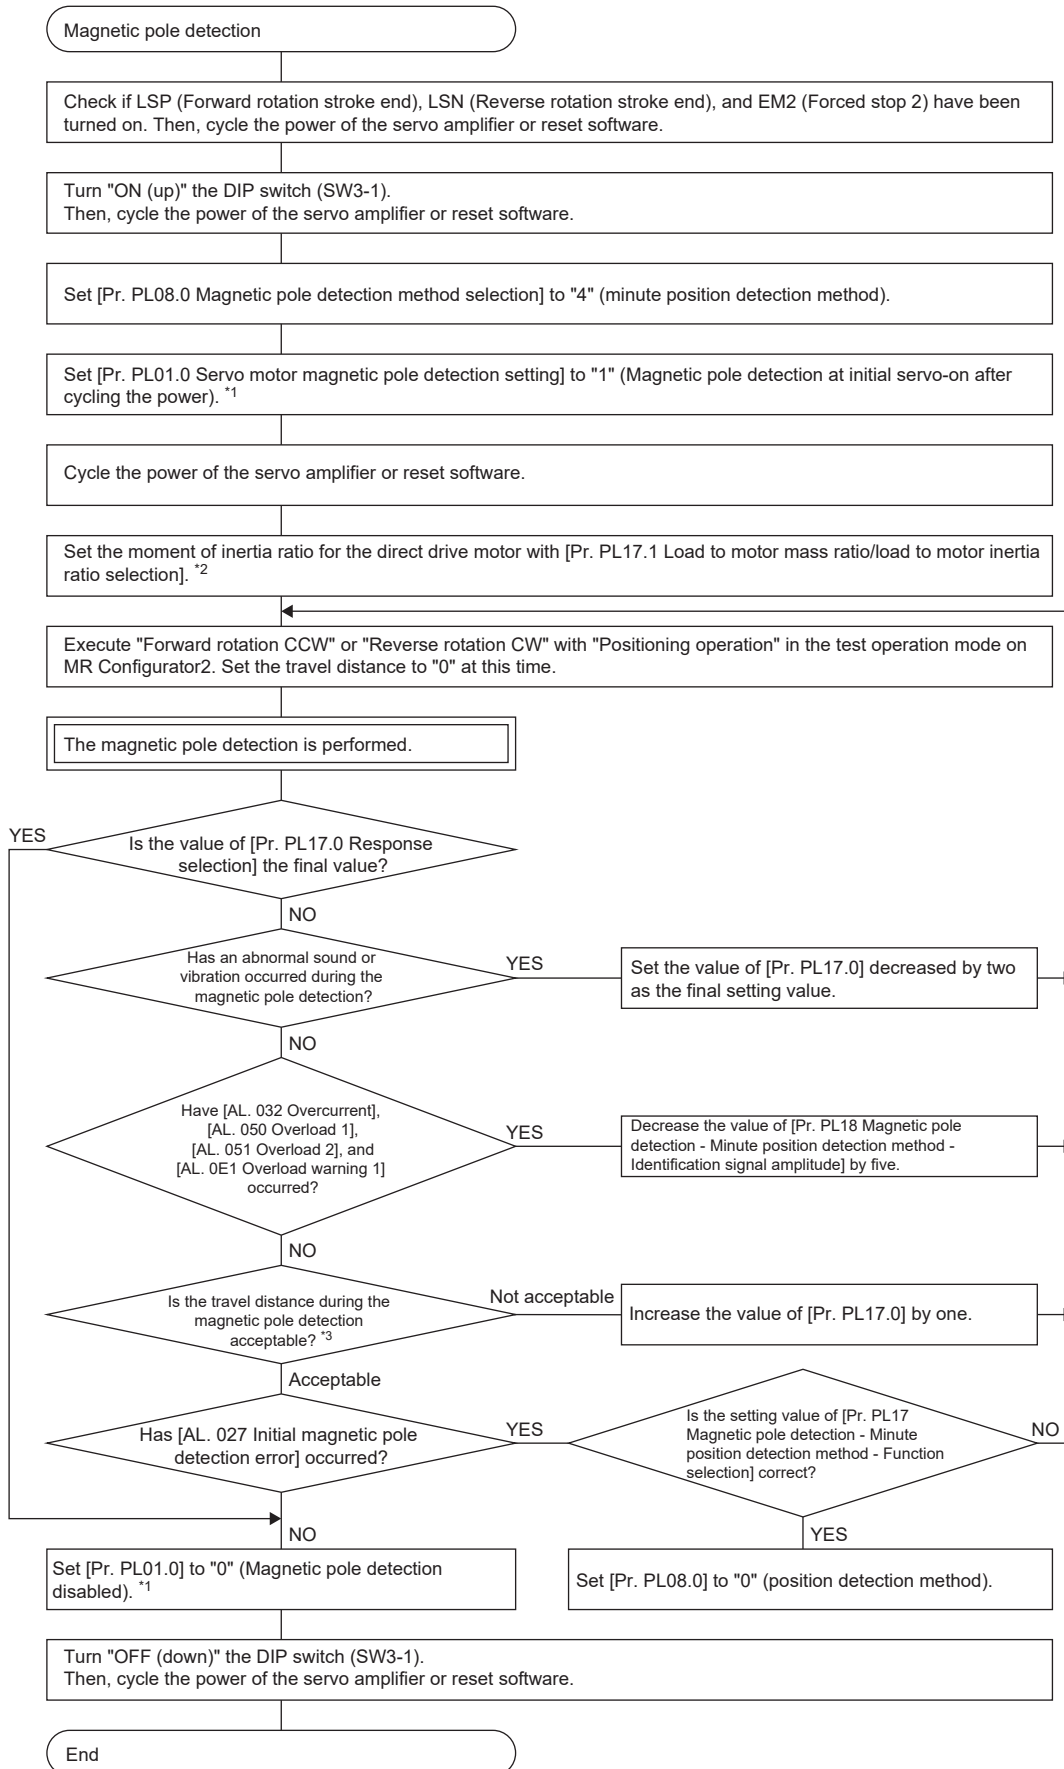 Magnetic pole detection
Check if LSP (Forward rotation stroke end), LSN (Reverse rotation stroke end), and EM2 (Forced stop 2) have been
turned on. Then, cycle the power of the servo amplifier or reset software.
Turn "ON (up)" the DIP switch (SW3-1).
Then, cycle the power of the servo amplifier or reset software.
Set [Pr. PL08.0 Magnetic pole detection method selection] to "4" (minute position detection method).
Set [Pr. PL01.0 Servo motor magnetic pole detection setting] to "1" (Magnetic pole detection at initial servo-on after
cycling the power). *1
Cycle the power of the servo amplifier or reset software.
Set the moment of inertia ratio for the direct drive motor with [Pr. PL17.1 Load to motor mass ratio/load to motor inertia
ratio selection]. *2
Execute "Forward rotation CCW" or "Reverse rotation CW" with "Positioning operation" in the test operation mode on
MR Configurator2. Set the travel distance to "0" at this time.
The magnetic pole detection is performed.
YES
Is the value of [Pr. PL17.0 Response
selection] the final value?
NO
Has an abnormal sound or
vibration occurred during the
magnetic pole detection?
YES
Set the value of [Pr. PL17.0] decreased by two
as the final setting value.
NO
Have [AL. 032 Overcurrent],
[AL. 050 Overload 1],
[AL. 051 Overload 2], and
[AL. 0E1 Overload warning 1]
occurred?
YES
Decrease the value of [Pr. PL18 Magnetic pole
detection - Minute position detection method -
Identification signal amplitude] by five.
NO
Is the travel distance during the
magnetic pole detection
acceptable? *3
Not acceptable
Increase the value of [Pr. PL17.0] by one.
Acceptable
Has [AL. 027 Initial magnetic pole
detection error] occurred?
YES
Is the setting value of [Pr. PL17
Magnetic pole detection - Minute
position detection method - Function
selection] correct?
NO
NO
YES
Set [Pr. PL01.0] to "0" (Magnetic pole detection
disabled). *1
Set [Pr. PL08.0] to "0" (position detection method).
Turn "OFF (down)" the DIP switch (SW3-1).
Then, cycle the power of the servo amplifier or reset software.
End